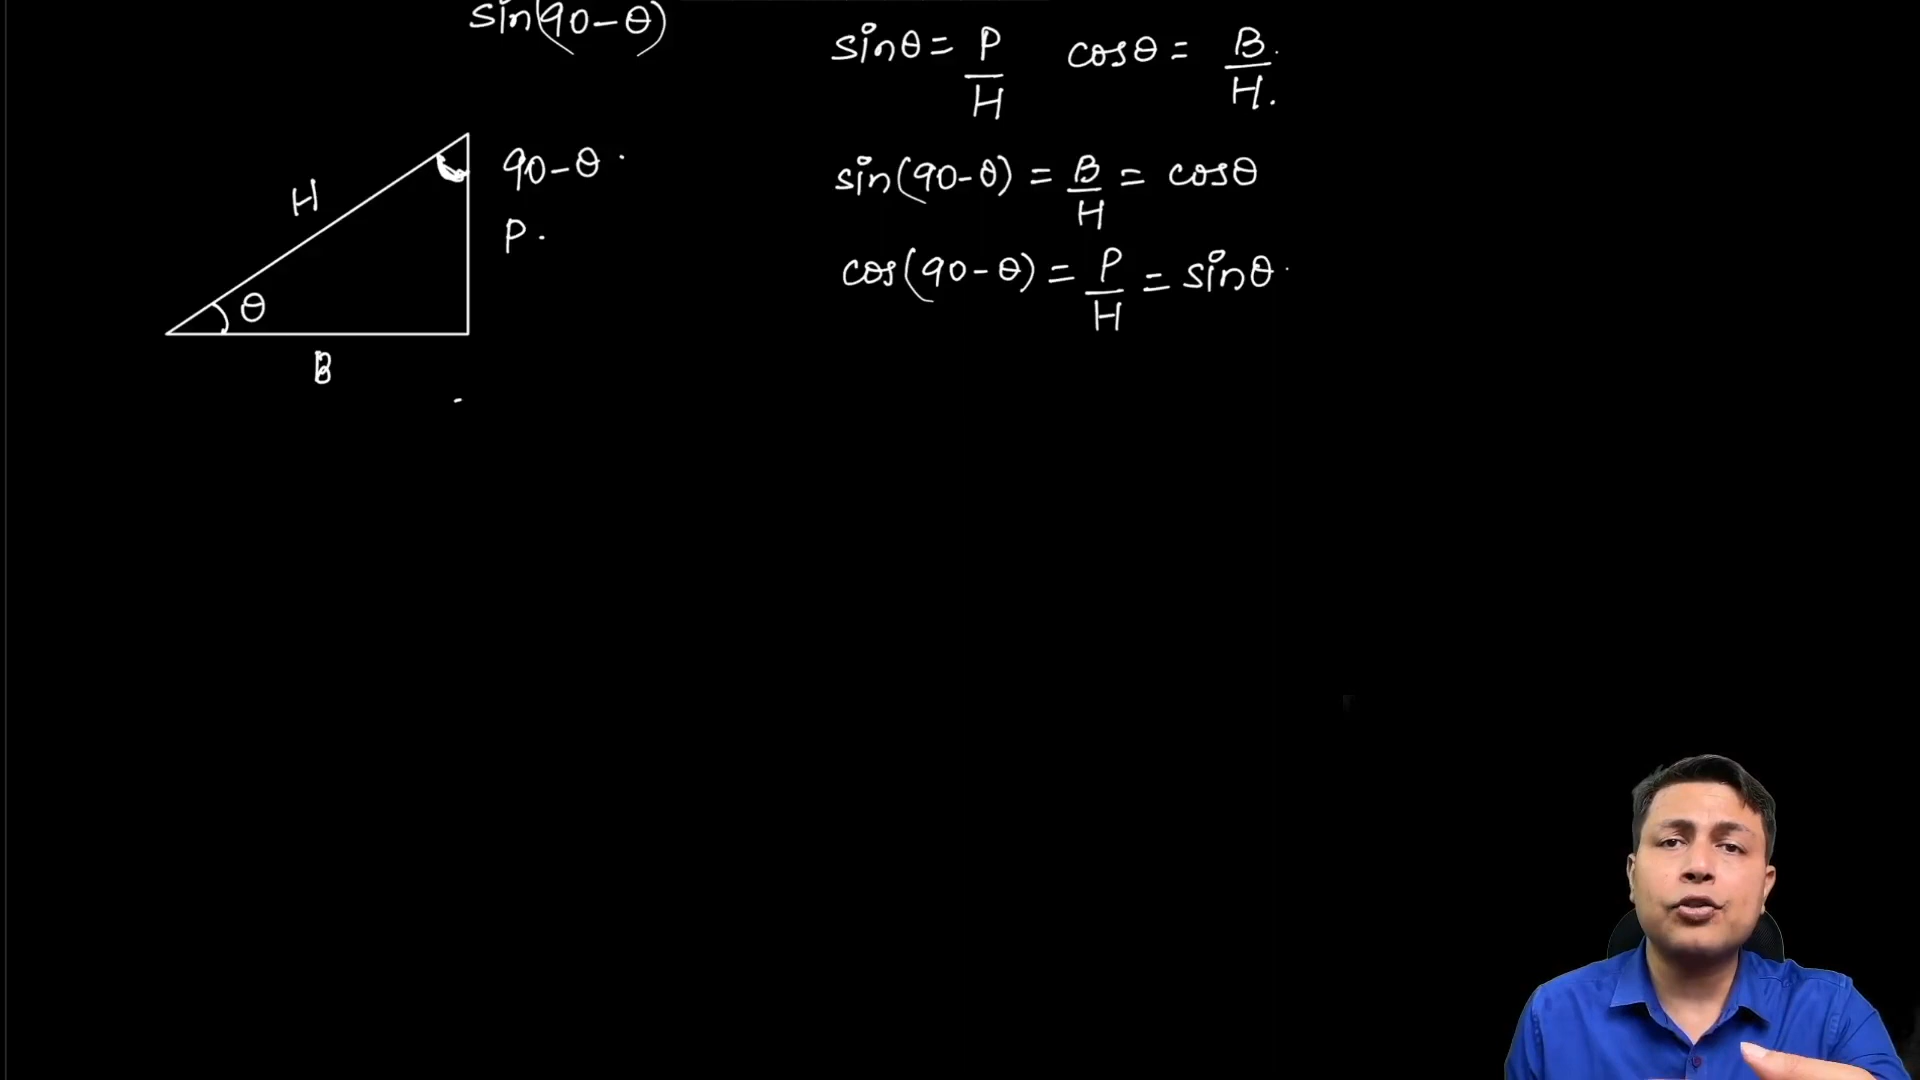 sin(90-θ)
sinθ = P/H cosθ = B/H.
H
90-θ.
P.
θ
B
sin(90-θ) = B/H = cosθ
cos(90-θ) = P/H = sinθ.